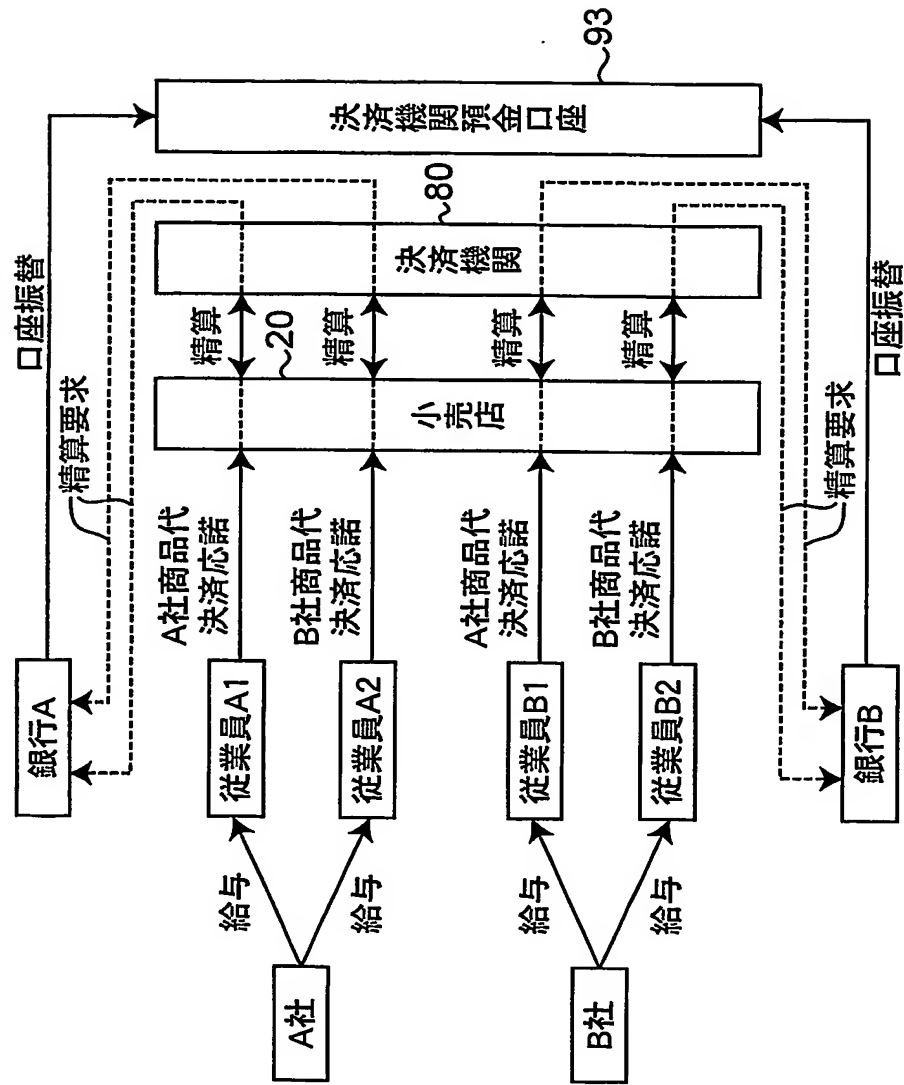 A社
B社
給与
給与
給与
給与
銀行A
従業員A1
従業員A2
従業員B1
従業員B2
銀行B
精算要求
A社商品代
決済応諾
B社商品代
決済応諾
A社商品代
決済応諾
B社商品代
決済応諾
精算要求
小売店
20
精算
精算
精算
精算
決済機関
80
口座振替
口座振替
決済機関預金口座
93